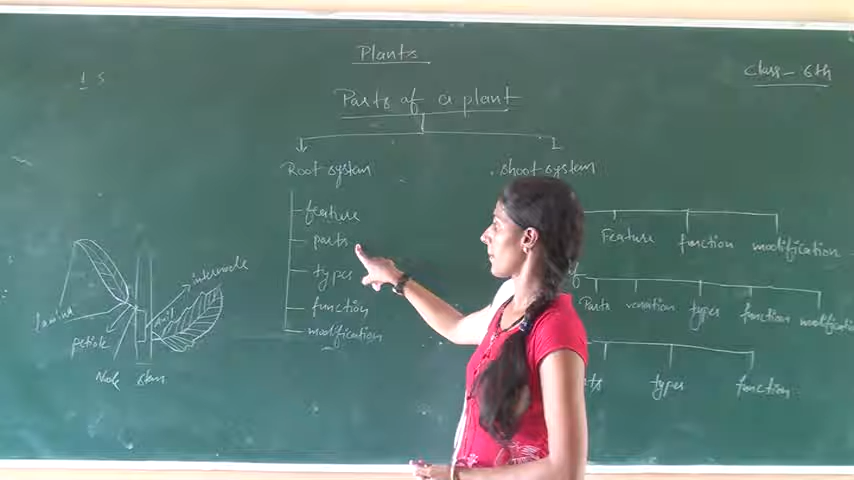 Plants
Class - 6th
1 S
Parts of a plant
Root system
Shoot system
feature
parts
types
function
modification
Feature function modification
Parts variation types function modification
types function
internode
lamina
petiole
Node stem